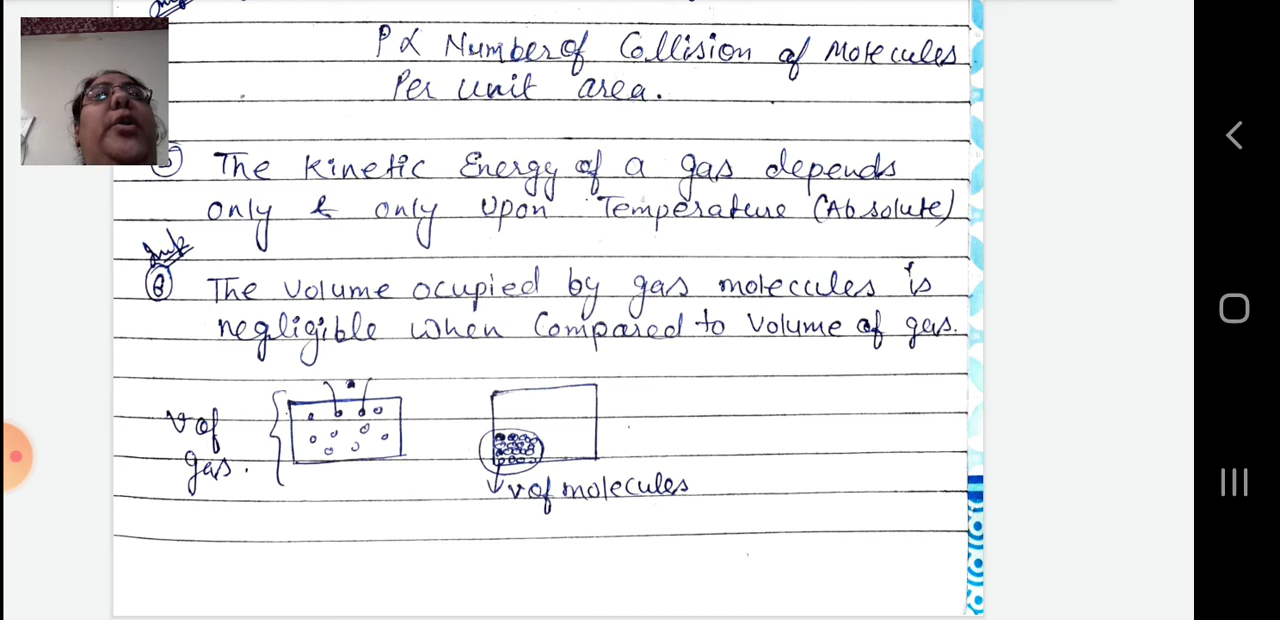 P ∝ Number of Collision of Molecules
Per unit area.
The Kinetic Energy of a gas depends
only & only upon Temperature (Absolute)
Imp
⑥ The volume ocupied by gas molecules is
negligible when Compared to Volume of gas.
v of
gas.
v of molecules